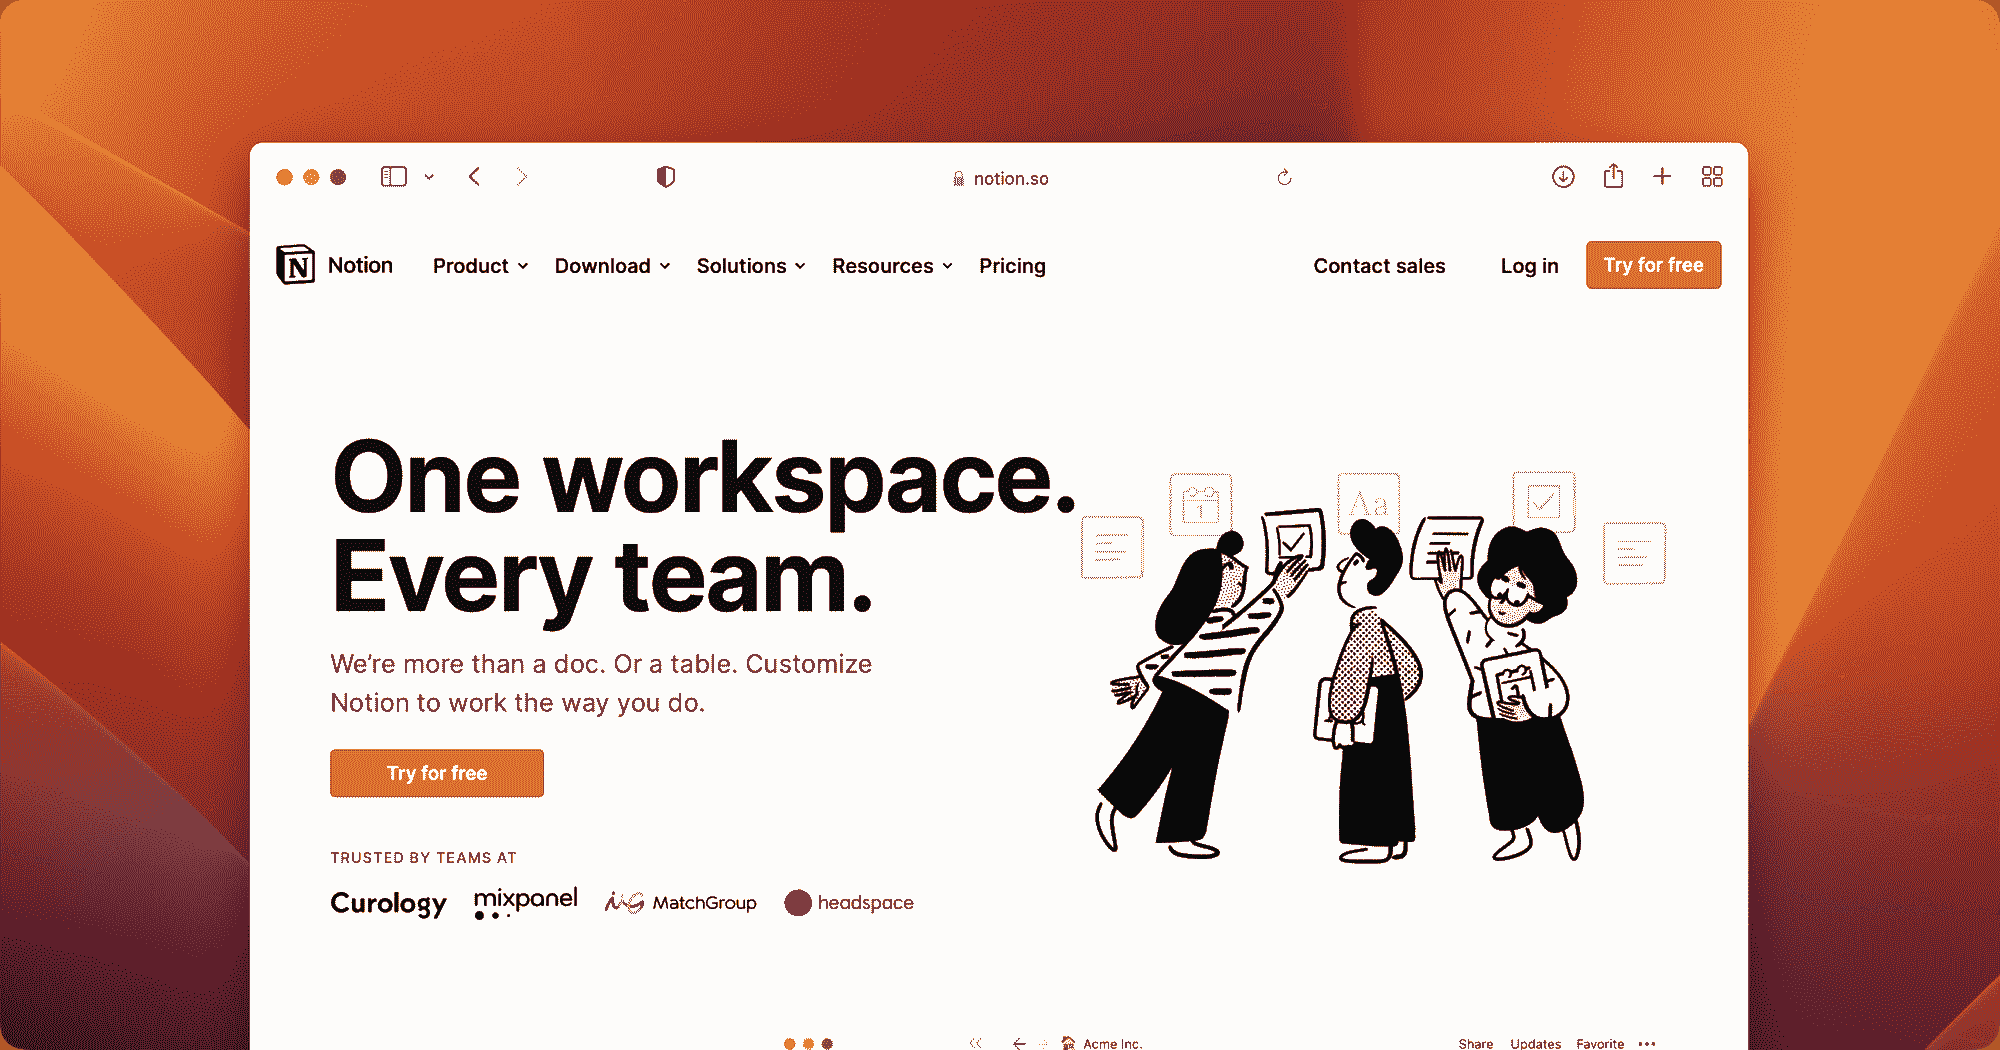 notion.so
Notion Product Download Solutions Resources Pricing Contact sales Log in Try for free
One workspace.
Every team.
We’re more than a doc. Or a table. Customize
Notion to work the way you do.
Try for free
TRUSTED BY TEAMS AT
Curology mixpanel MG MatchGroup headspace
Aa
1
Acme Inc. Share Updates Favorite